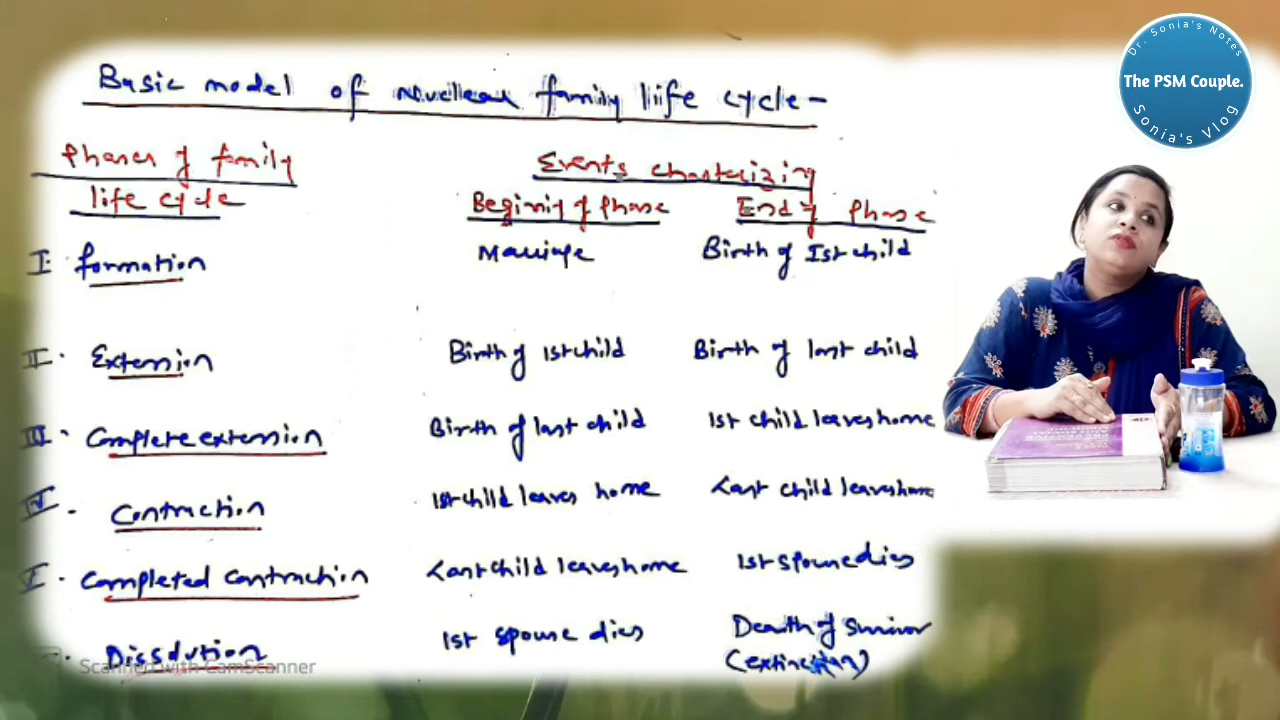 Dr. Sonia's Notes
The PSM Couple.
Sonia's Vlog
Basic model of nuclear family life cycle-
Phases of family life cycle
Events charterizing
Begining of Phase End of Phase
I. formation Marriage Birth of Ist child
II. Extension Birth of 1st child Birth of last child
III. Complete extension Birth of last child 1st child leaves home
IV. Contraction 1st child leaves home Last child leaves home
V. Completed Contraction Last child leaves home 1st spouse dies
Dissolution 1st spouse dies Death of survivor
(extinction)
Scanned with CamScanner